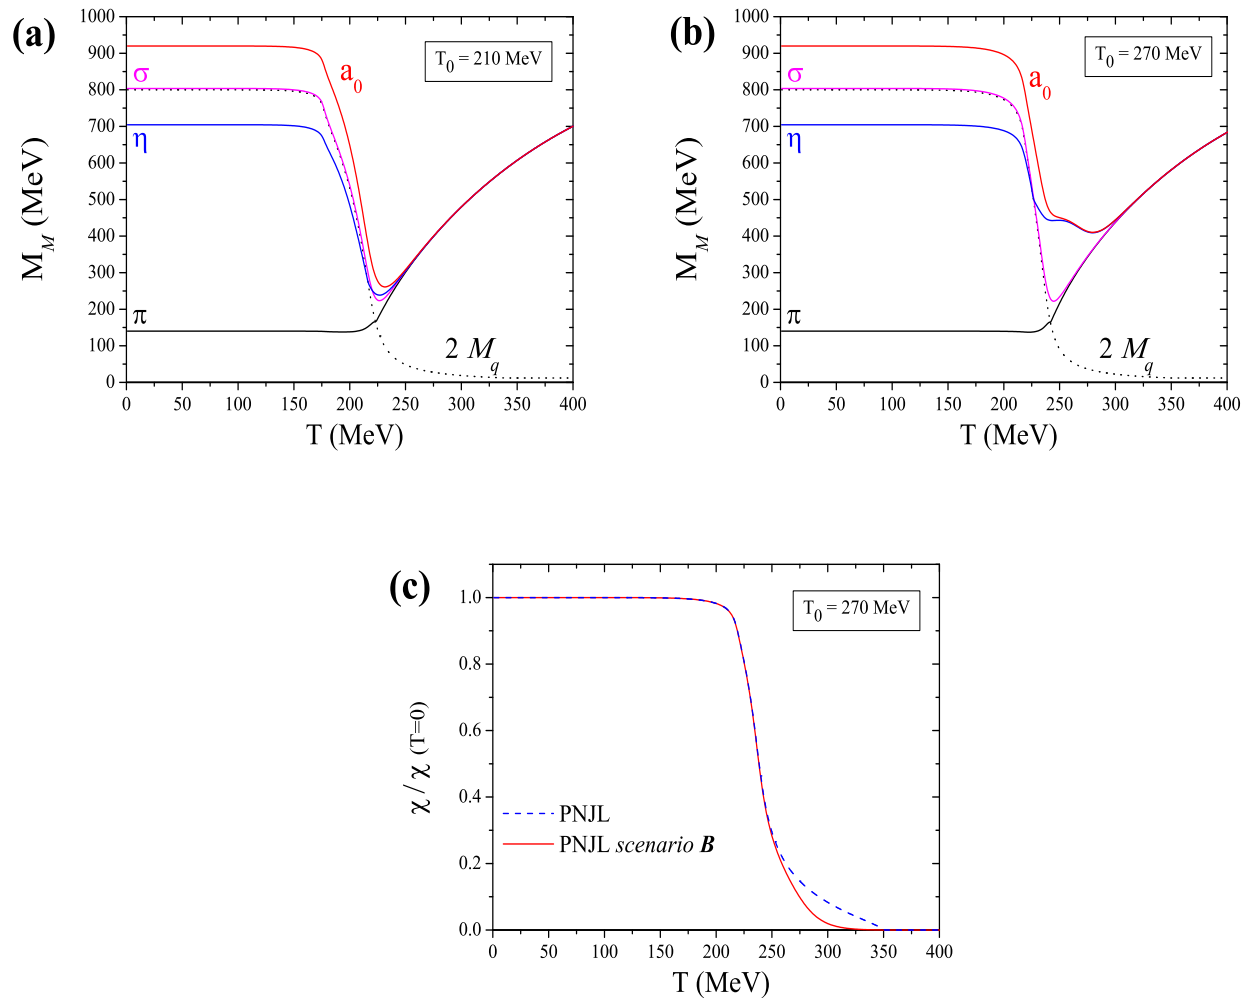 (a)
1000
900
800
700
600
500
400
300
200
100
0
M_M (MeV)
T_0 = 210 MeV
a_0
σ
η
π
2 M_q
0 50 100 150 200 250 300 350 400
T (MeV)
(b)
1000
900
800
700
600
500
400
300
200
100
0
M_M (MeV)
T_0 = 270 MeV
a_0
σ
η
π
2 M_q
0 50 100 150 200 250 300 350 400
T (MeV)
(c)
1.0
0.8
0.6
0.4
0.2
0.0
χ / χ (T=0)
T_0 = 270 MeV
PNJL
PNJL scenario B
0 50 100 150 200 250 300 350 400
T (MeV)